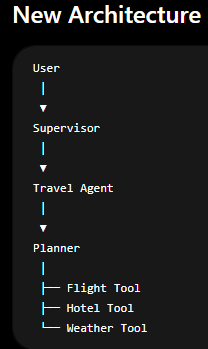 New Architecture
User
│
▼
Supervisor
│
▼
Travel Agent
│
▼
Planner
│
├── Flight Tool
├── Hotel Tool
└── Weather Tool